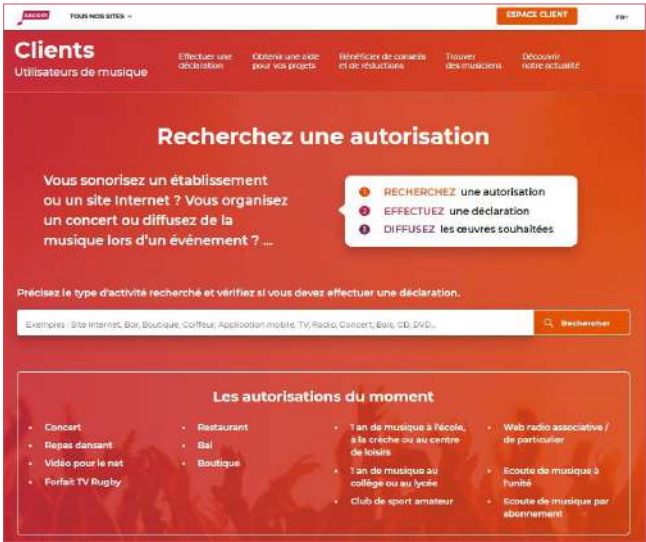 sacem
TOUS NOS SITES
ESPACE CLIENT
FR
Clients
Utilisateurs de musique
Effectuer une
déclaration
Obtenir une aide
pour vos projets
Bénéficier de conseils
et de réductions
Trouver
des musiciens
Découvrir
notre actualité
Recherchez une autorisation
Vous sonorisez un établissement
ou un site Internet ? Vous organisez
un concert ou diffusez de la
musique lors d'un événement ? ...
1 RECHERCHEZ une autorisation
2 EFFECTUEZ une déclaration
3 DIFFUSEZ les œuvres souhaitées
Précisez le type d'activité recherché et vérifiez si vous devez effectuer une déclaration.
Exemples : Site Internet, Bar, Boutique, Coiffeur, Application mobile, TV, Radio, Concert, Bals, CD, DVD...
Rechercher
Les autorisations du moment
• Concert
• Repas dansant
• Vidéo pour le net
• Forfait TV Rugby
• Restaurant
• Bal
• Boutique
• 1 an de musique à l'école,
à la crèche ou au centre
de loisirs
• 1 an de musique au
collège ou au lycée
• Club de sport amateur
• Web radio associative /
de particulier
• Ecoute de musique à
l'unité
• Ecoute de musique par
abonnement